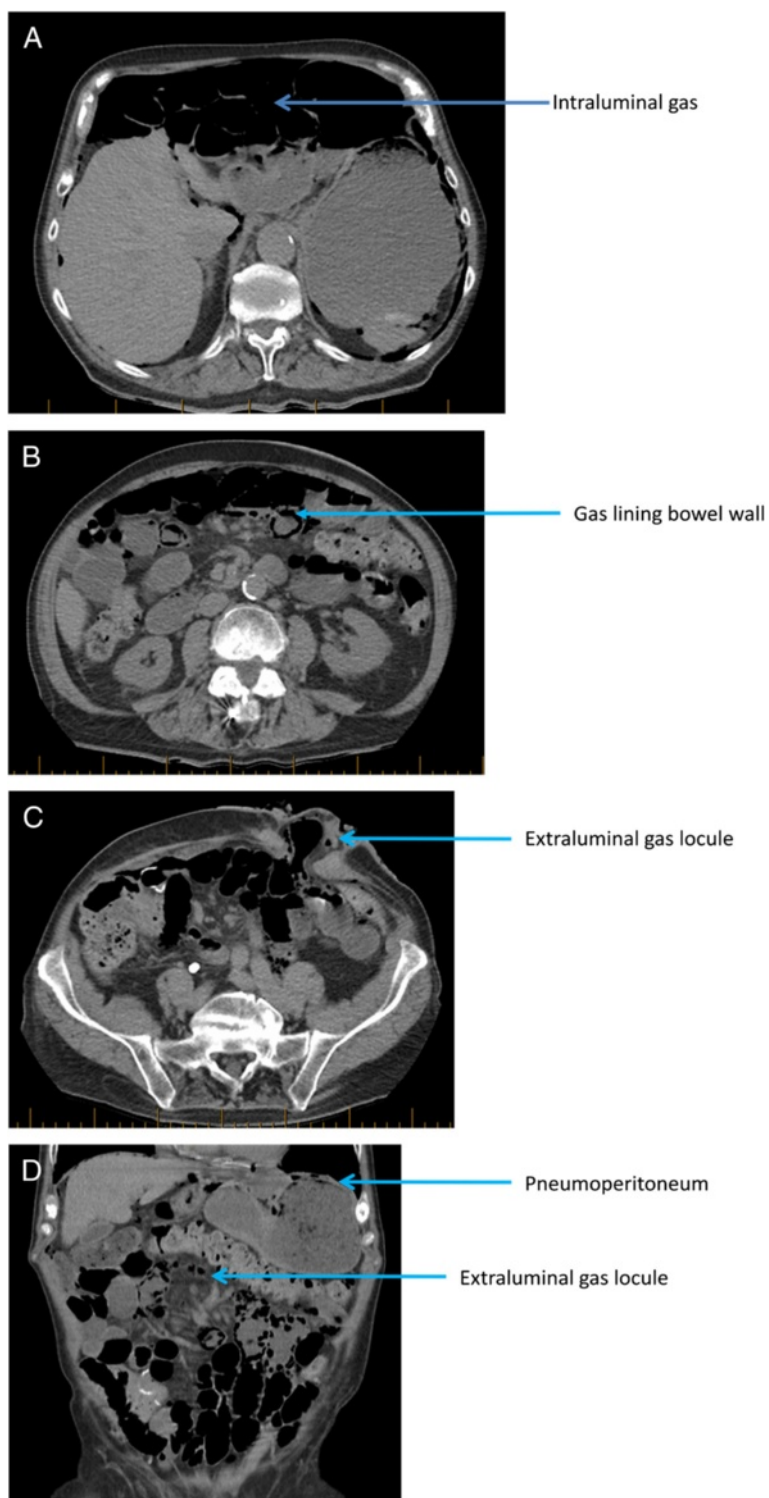 A
Intraluminal gas
B
Gas lining bowel wall
C
Extraluminal gas locule
D
Pneumoperitoneum
Extraluminal gas locule